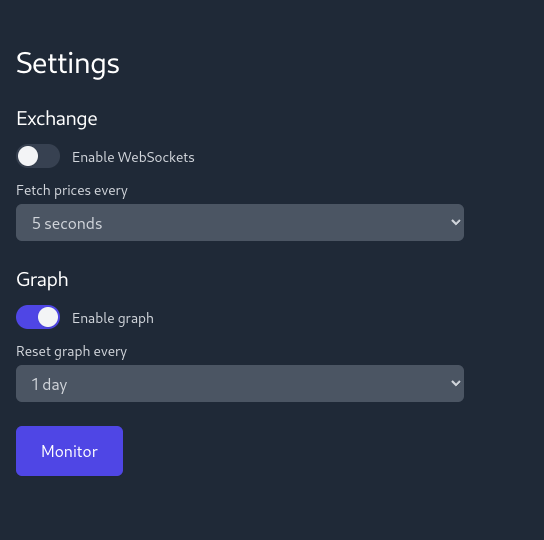 Settings
Exchange
Enable WebSockets
Fetch prices every
5 seconds
Graph
Enable graph
Reset graph every
1 day
Monitor